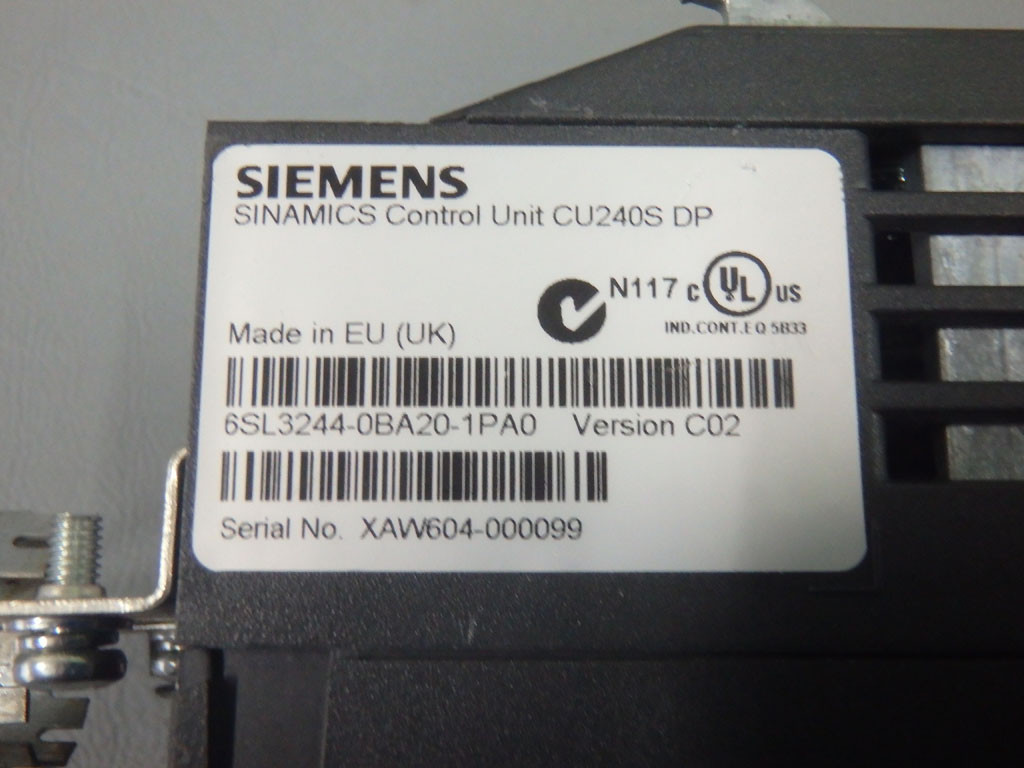 SIEMENS
SINAMICS Control Unit CU240S DP
N117 C UL US
IND.CONT.EQ 5B33
Made in EU (UK)
6SL3244-0BA20-1PA0 Version C02
Serial No. XAW604-000099